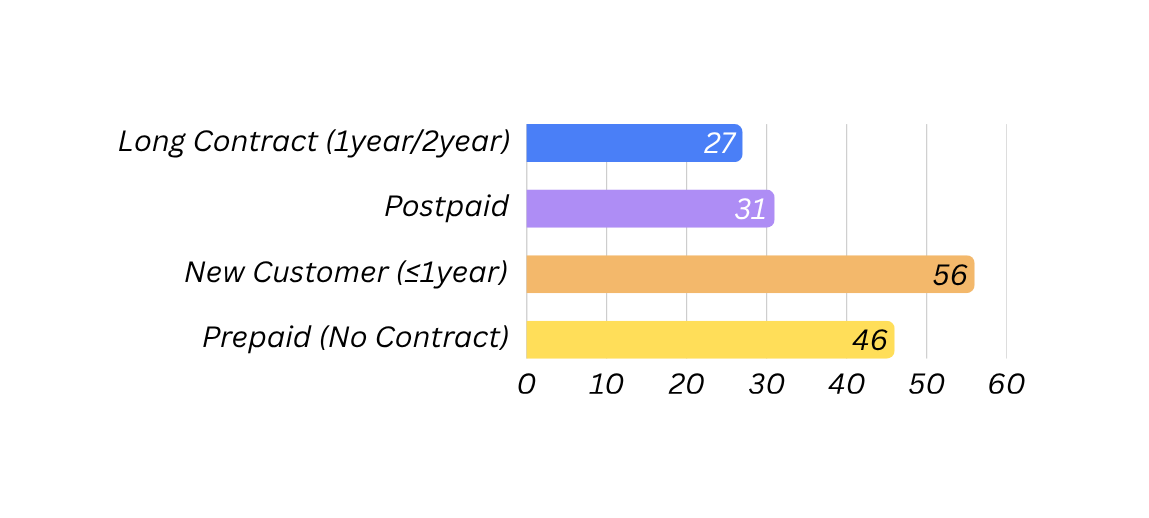 Long Contract (1year/2year)
27
Postpaid
31
New Customer (≤1year)
56
Prepaid (No Contract)
46
0 10 20 30 40 50 60